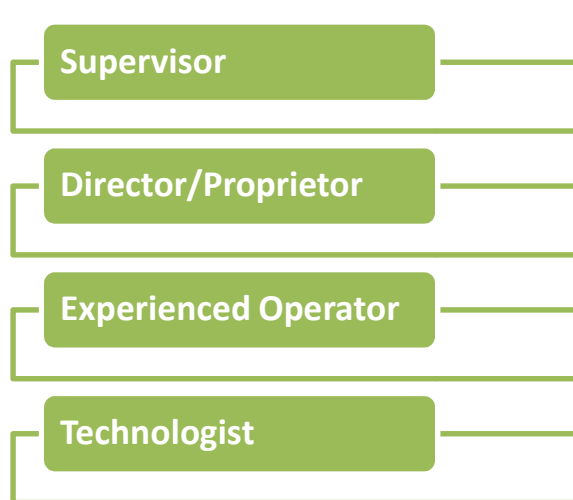 Supervisor
Director/Proprietor
Experienced Operator
Technologist